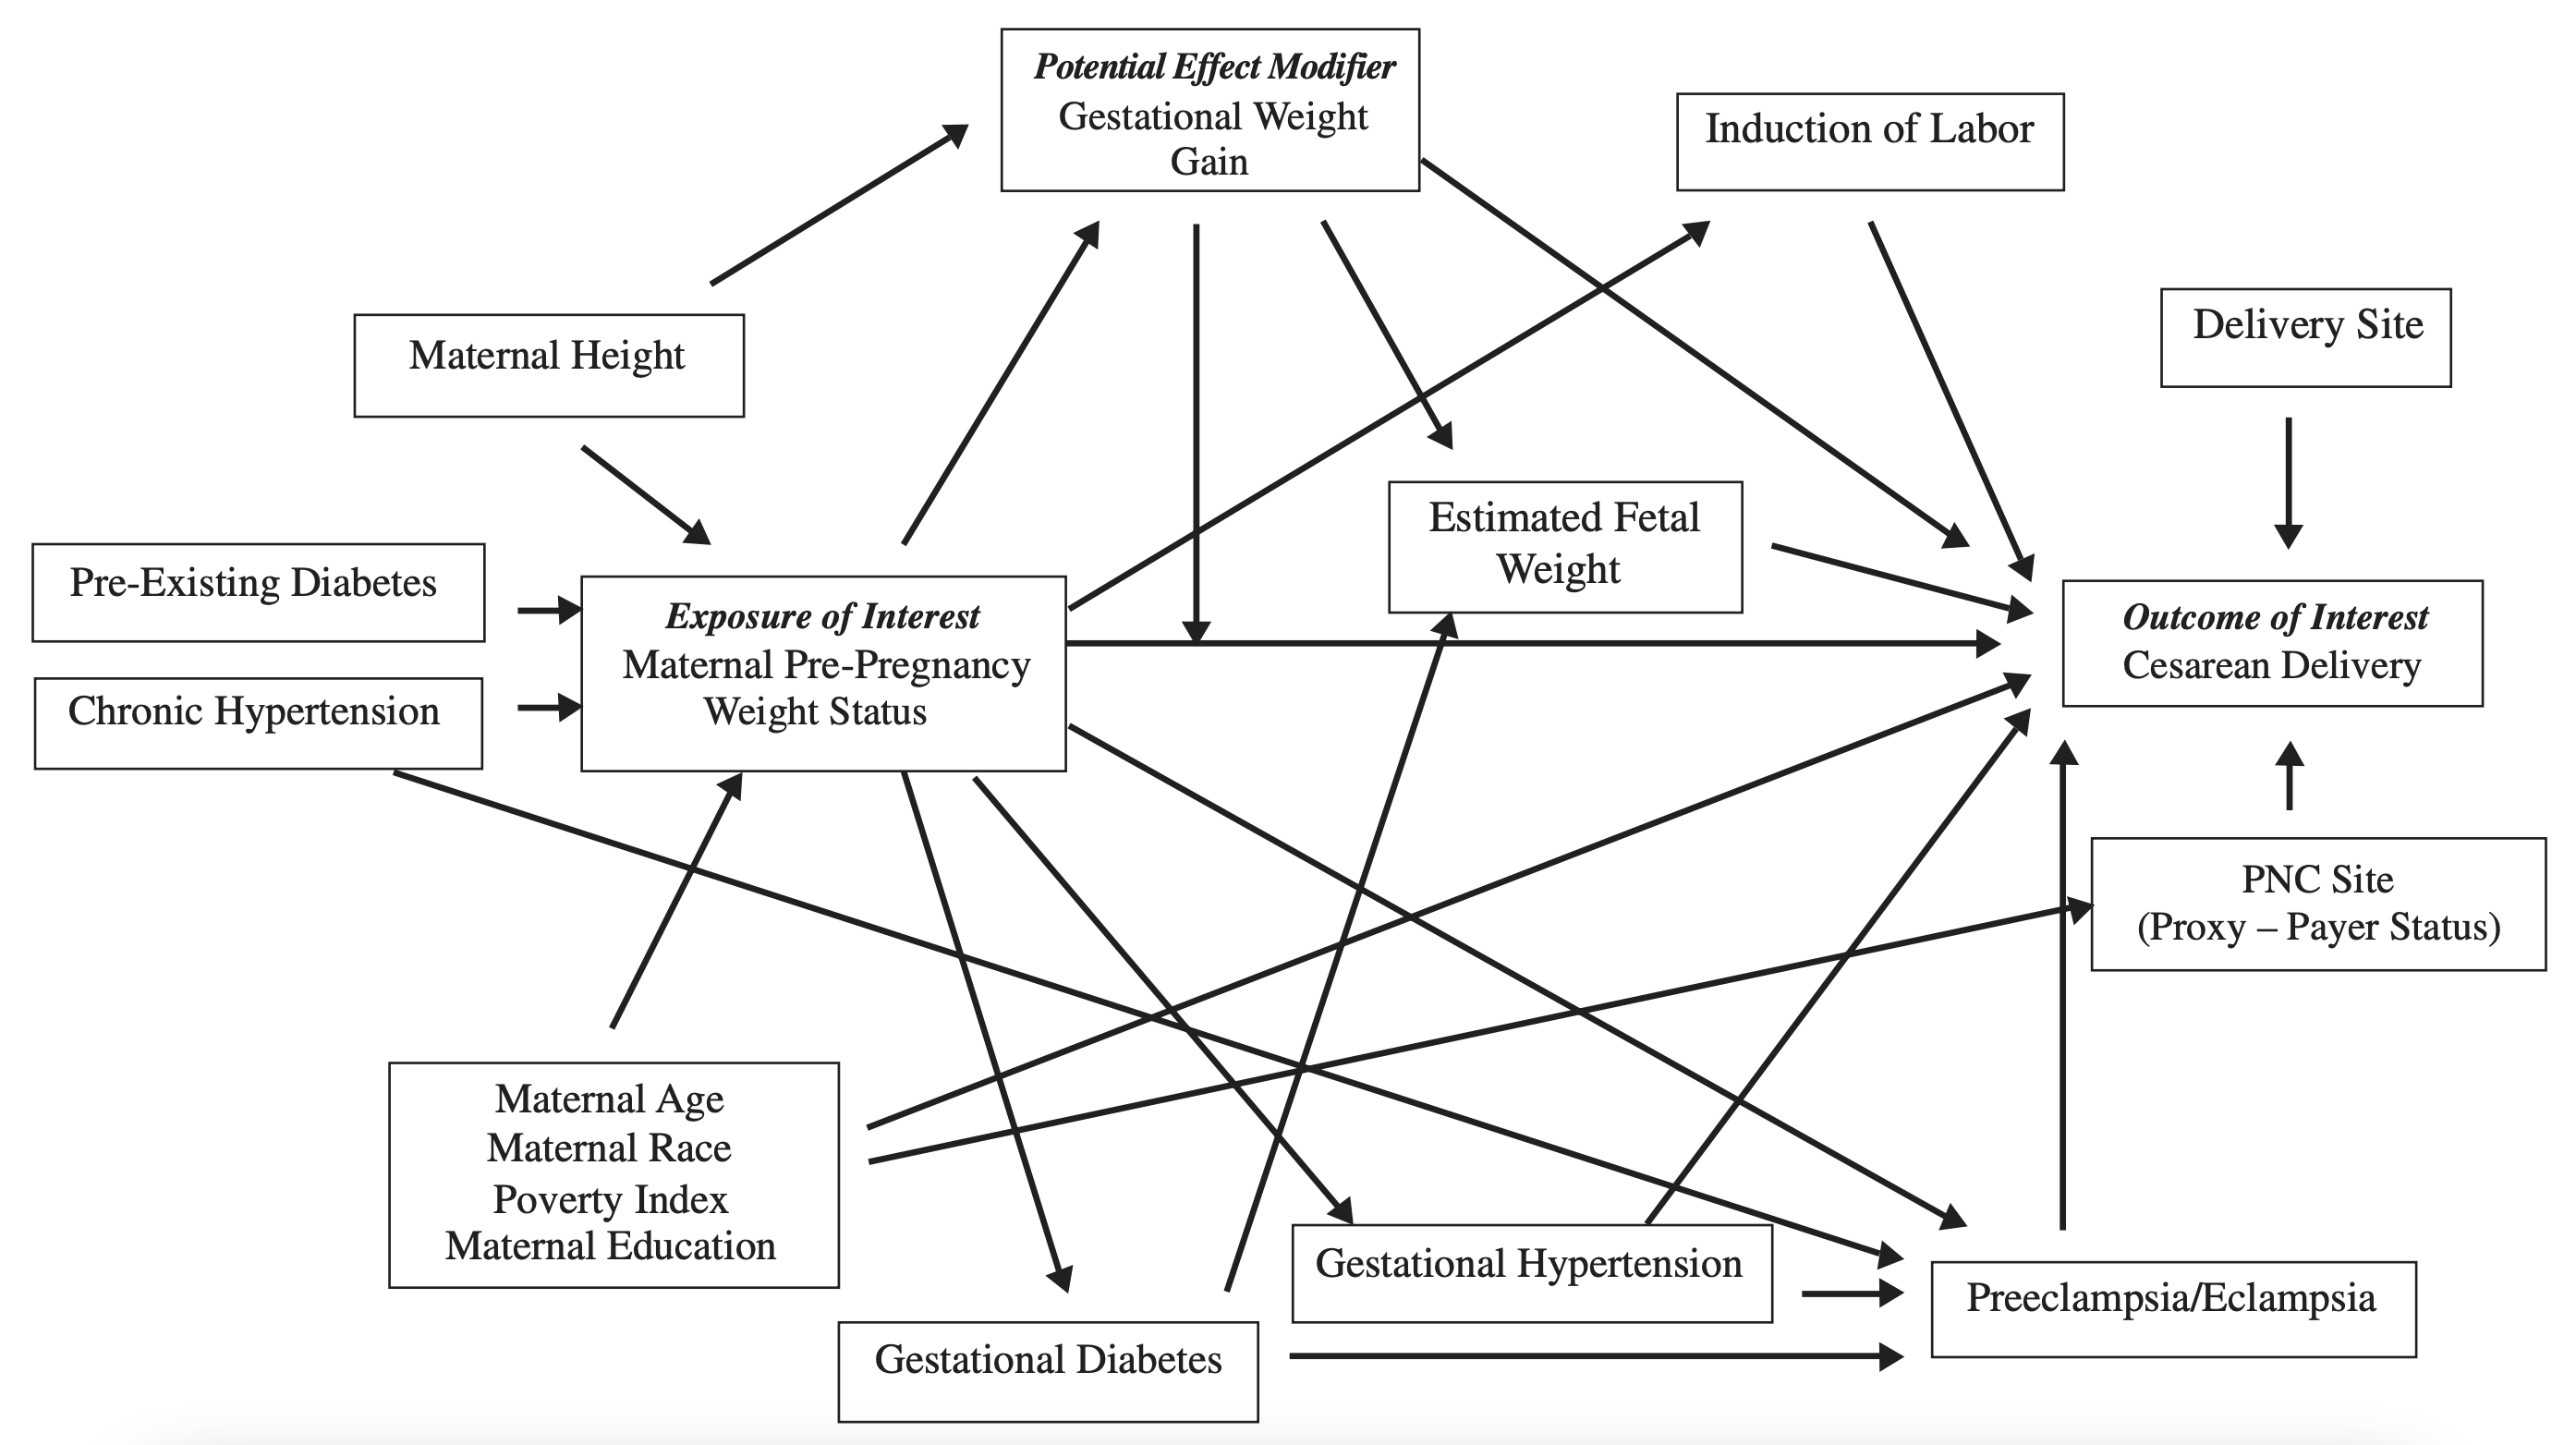 Potential Effect Modifier
Gestational Weight
Gain
Induction of Labor
Delivery Site
Maternal Height
Estimated Fetal
Weight
Pre-Existing Diabetes
Chronic Hypertension
Exposure of Interest
Maternal Pre-Pregnancy
Weight Status
Outcome of Interest
Cesarean Delivery
PNC Site
(Proxy – Payer Status)
Maternal Age
Maternal Race
Poverty Index
Maternal Education
Gestational Hypertension
Preeclampsia/Eclampsia
Gestational Diabetes